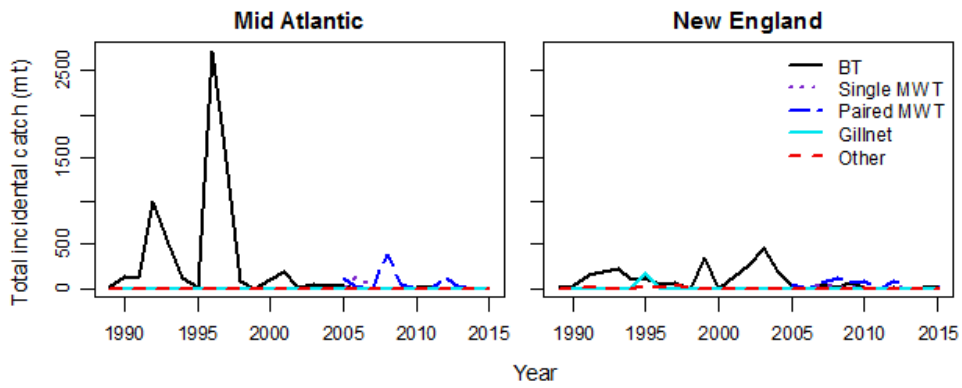 Mid Atlantic
New England
Total incidental catch (mt)
2500
1500
500
0
BT
Single MWT
Paired MWT
Gillnet
Other
1990 1995 2000 2005 2010 2015
1990 1995 2000 2005 2010 2015
Year